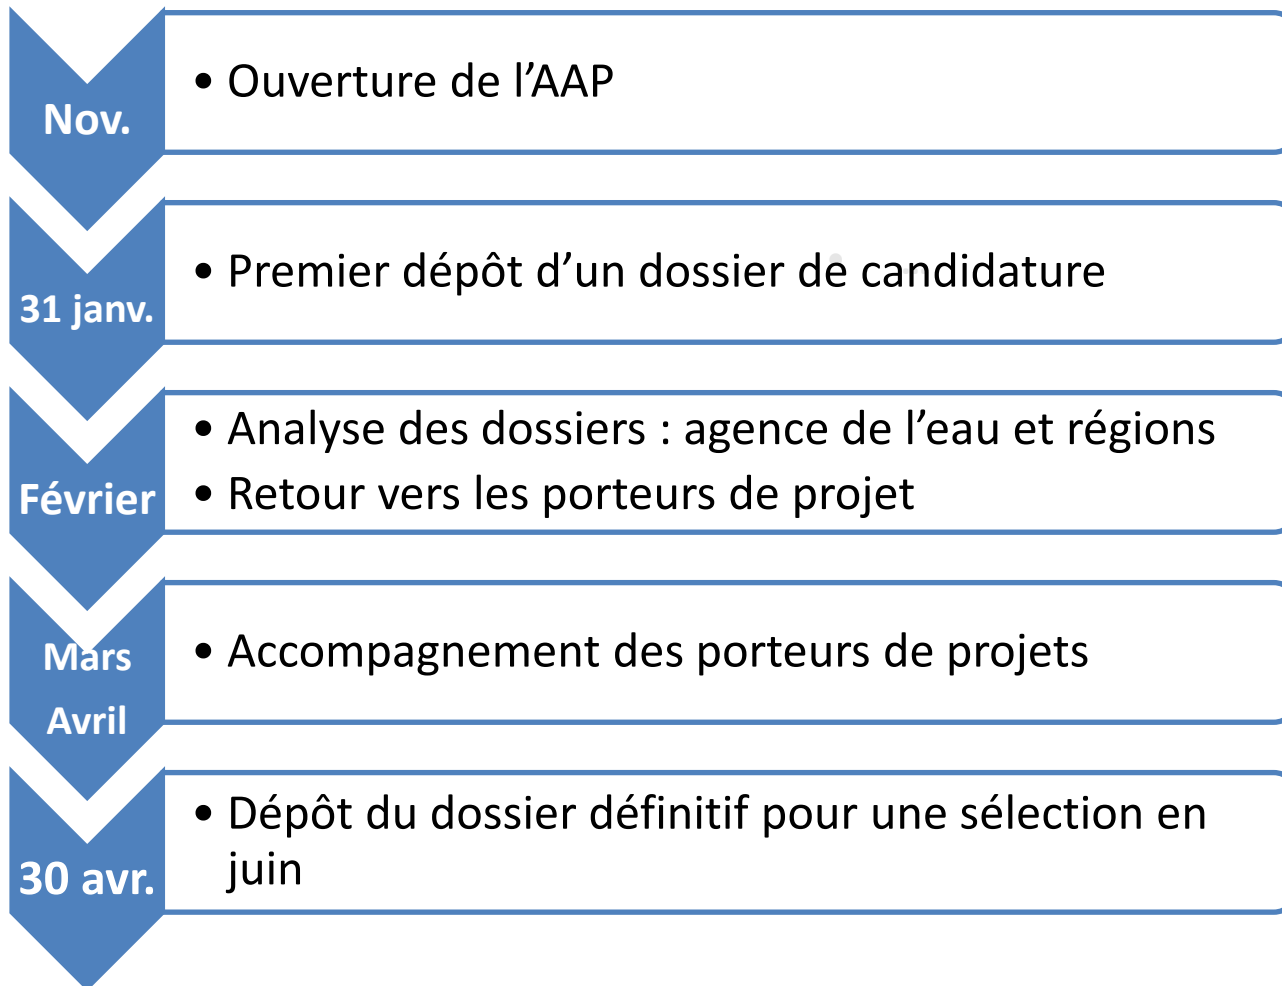 Nov.
• Ouverture de l’AAP
31 janv.
• Premier dépôt d’un dossier de candidature
Février
• Analyse des dossiers : agence de l’eau et régions
• Retour vers les porteurs de projet
Mars
Avril
• Accompagnement des porteurs de projets
30 avr.
• Dépôt du dossier définitif pour une sélection en
juin